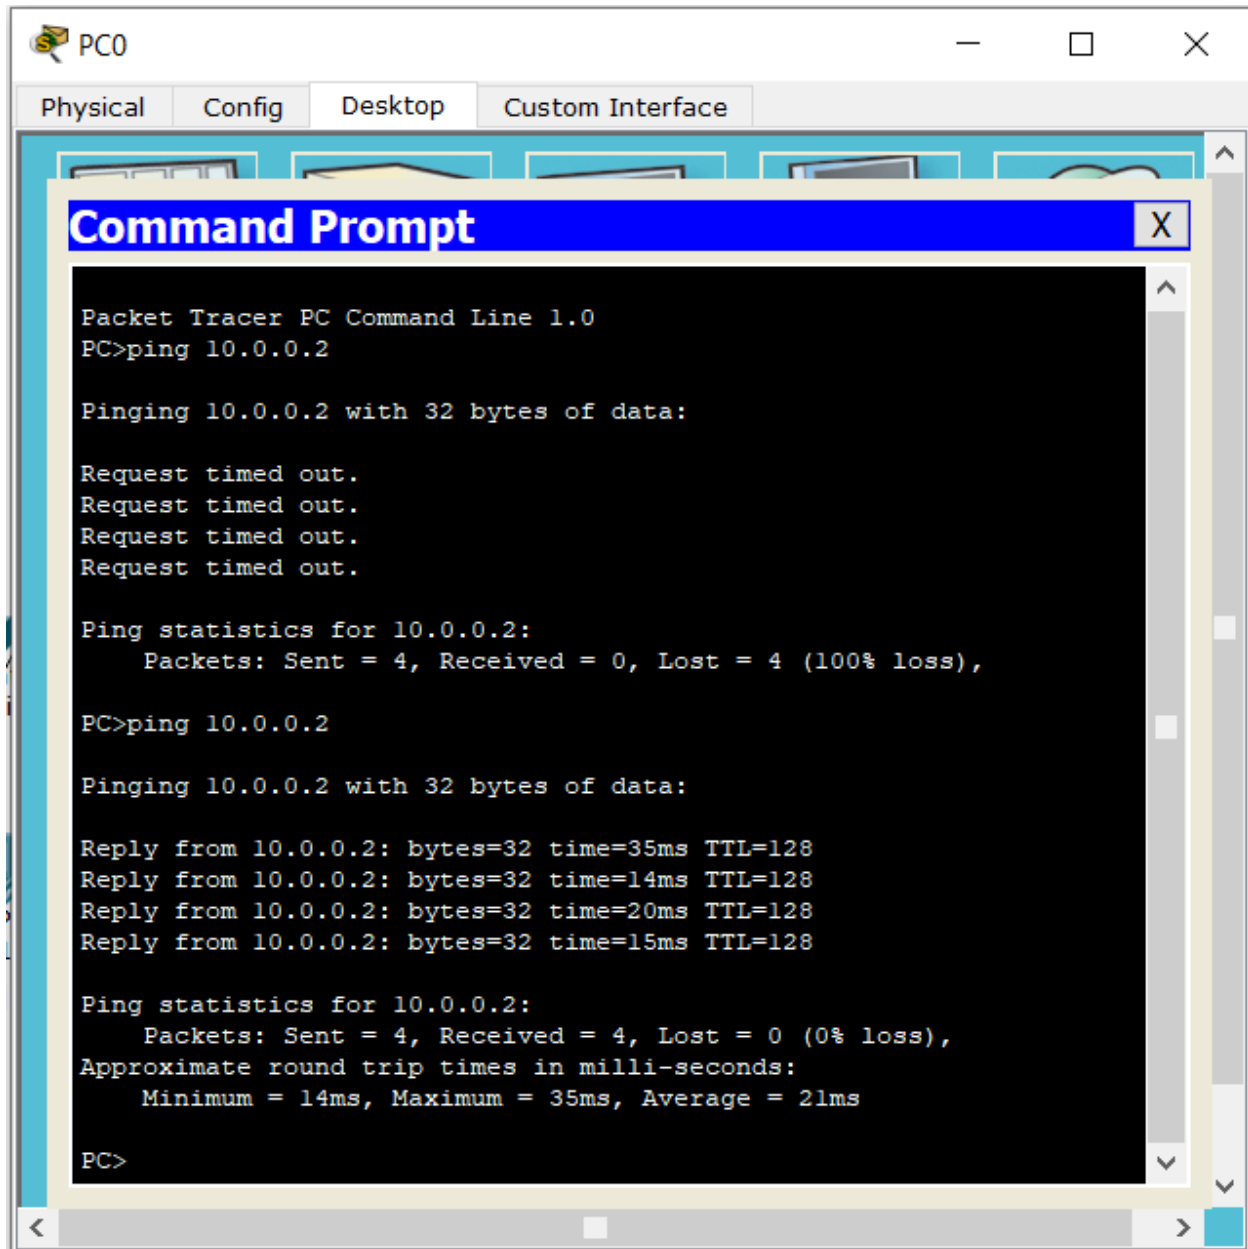 PC0
Physical Config Desktop Custom Interface
Command Prompt X
Packet Tracer PC Command Line 1.0
PC>ping 10.0.0.2
Pinging 10.0.0.2 with 32 bytes of data:
Request timed out.
Request timed out.
Request timed out.
Request timed out.
Ping statistics for 10.0.0.2:
Packets: Sent = 4, Received = 0, Lost = 4 (100% loss),
PC>ping 10.0.0.2
Pinging 10.0.0.2 with 32 bytes of data:
Reply from 10.0.0.2: bytes=32 time=35ms TTL=128
Reply from 10.0.0.2: bytes=32 time=14ms TTL=128
Reply from 10.0.0.2: bytes=32 time=20ms TTL=128
Reply from 10.0.0.2: bytes=32 time=15ms TTL=128
Ping statistics for 10.0.0.2:
Packets: Sent = 4, Received = 4, Lost = 0 (0% loss),
Approximate round trip times in milli-seconds:
Minimum = 14ms, Maximum = 35ms, Average = 21ms
PC>